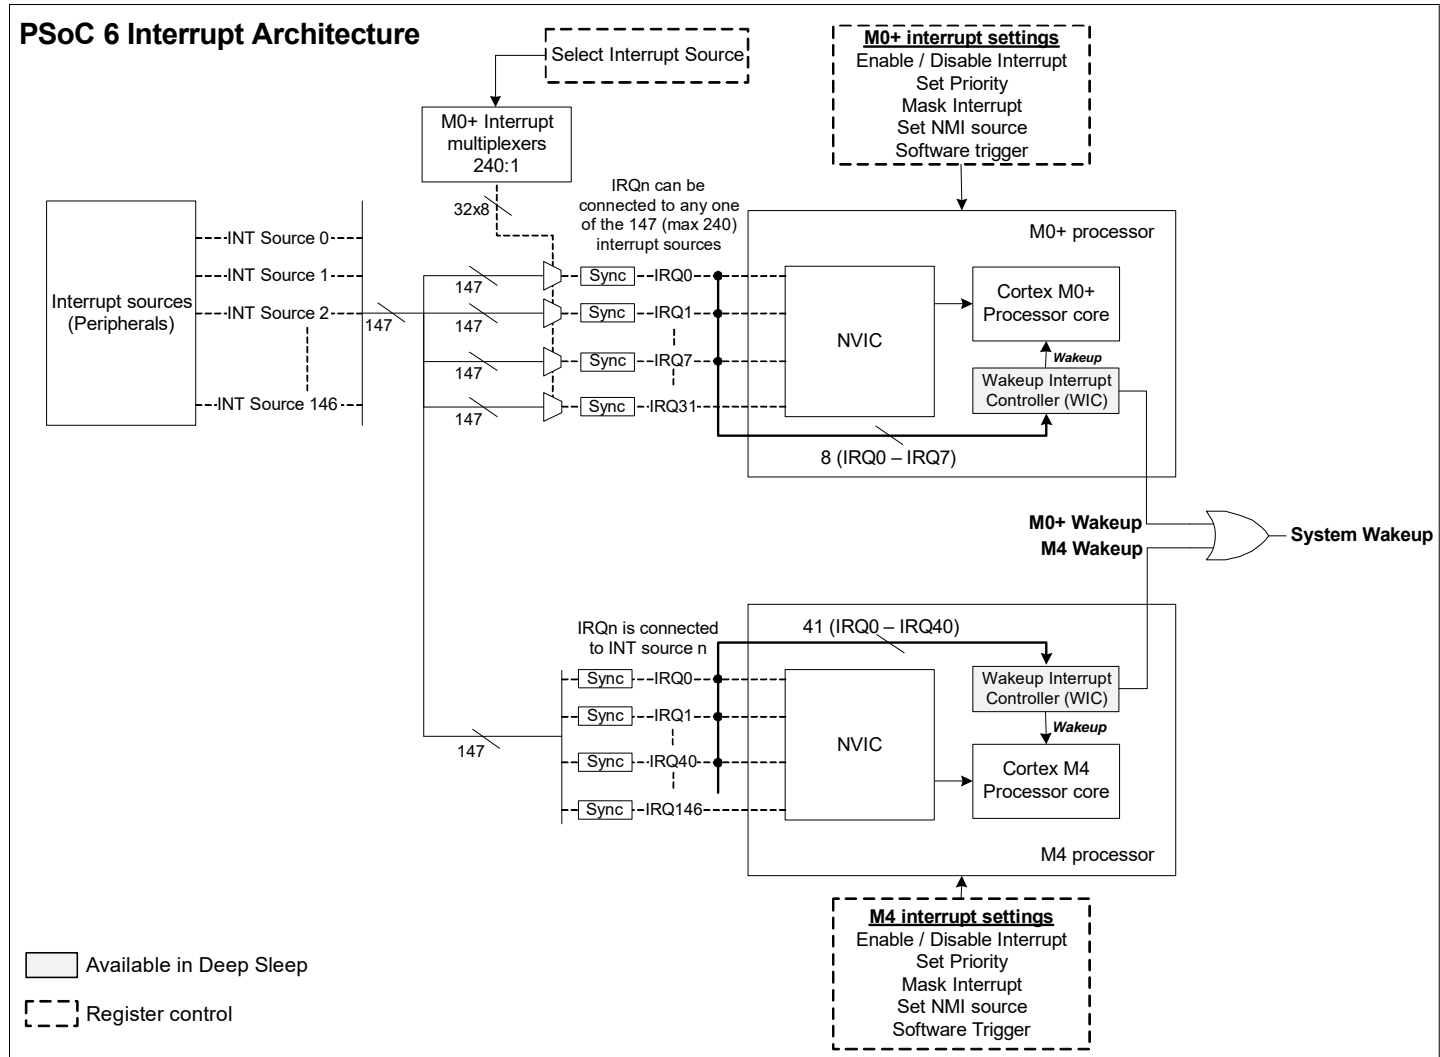 PSoC 6 Interrupt Architecture
Select Interrupt Source
M0+ interrupt settings
Enable / Disable Interrupt
Set Priority
Mask Interrupt
Set NMI source
Software trigger
M0+ Interrupt
multiplexers
240:1
32x8
IRQn can be
connected to any one
of the 147 (max 240)
interrupt sources
Interrupt sources
(Peripherals)
INT Source 0
INT Source 1
INT Source 2
INT Source 146
147
147
147
147
147
Sync
IRQ0
Sync
IRQ1
Sync
IRQ7
Sync
IRQ31
M0+ processor
NVIC
Cortex M0+
Processor core
Wakeup
Wakeup Interrupt
Controller (WIC)
8 (IRQ0 – IRQ7)
M0+ Wakeup
M4 Wakeup
System Wakeup
IRQn is connected
to INT source n
147
Sync
IRQ0
Sync
IRQ1
Sync
IRQ40
Sync
IRQ146
41 (IRQ0 – IRQ40)
NVIC
Wakeup Interrupt
Controller (WIC)
Wakeup
Cortex M4
Processor core
M4 processor
M4 interrupt settings
Enable / Disable Interrupt
Set Priority
Mask Interrupt
Set NMI source
Software Trigger
Available in Deep Sleep
Register control